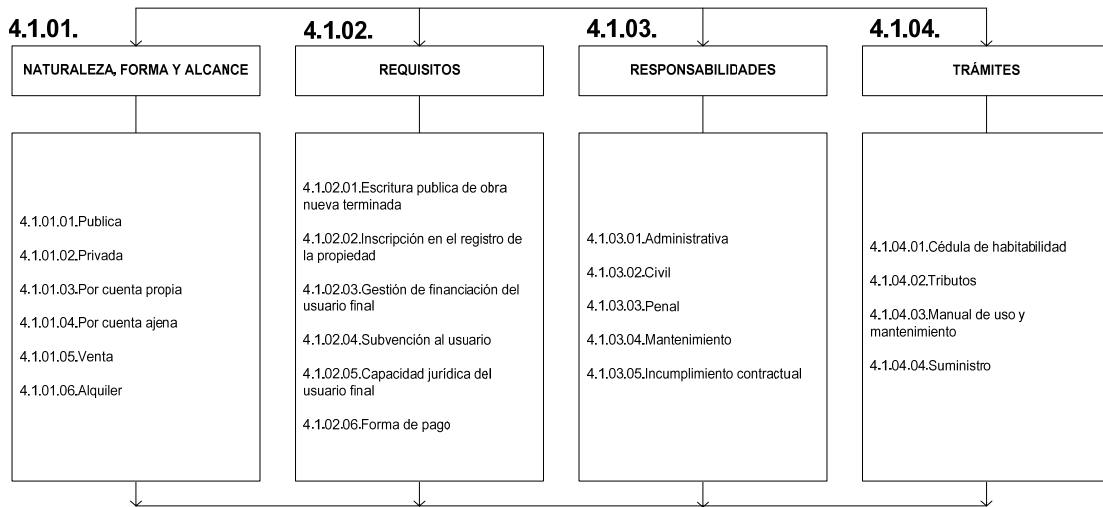 4.1.01.
NATURALEZA, FORMA Y ALCANCE
4.1.01.01.Publica
4.1.01.02.Privada
4.1.01.03.Por cuenta propia
4.1.01.04.Por cuenta ajena
4.1.01.05.Venta
4.1.01.06.Alquiler
4.1.02.
REQUISITOS
4.1.02.01.Escritura publica de obra
nueva terminada
4.1.02.02.Inscripción en el registro de
la propiedad
4.1.02.03.Gestión de financiación del
usuario final
4.1.02.04.Subvención al usuario
4.1.02.05.Capacidad jurídica del
usuario final
4.1.02.06.Forma de pago
4.1.03.
RESPONSABILIDADES
4.1.03.01.Administrativa
4.1.03.02.Civil
4.1.03.03.Penal
4.1.03.04.Mantenimiento
4.1.03.05.Incumplimiento contractual
4.1.04.
TRÁMITES
4.1.04.01.Cédula de habitabilidad
4.1.04.02.Tributos
4.1.04.03.Manual de uso y
mantenimiento
4.1.04.04.Suministro